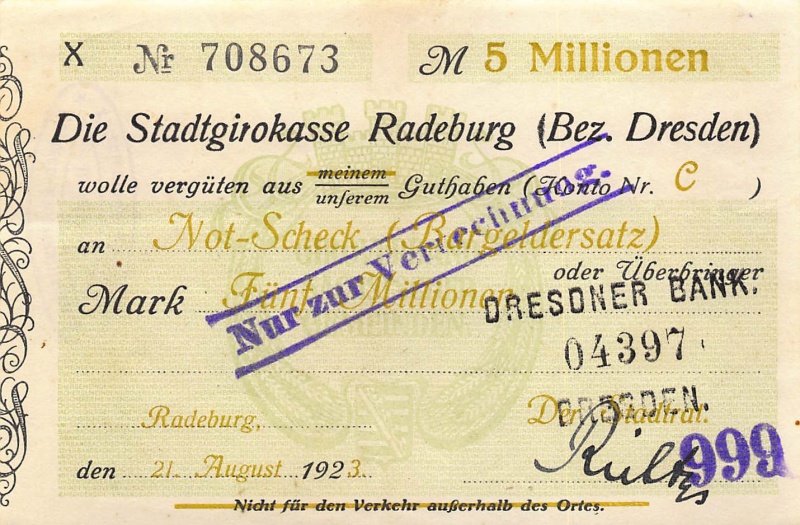 X Nr 708673 M 5 Millionen
Die Stadtgirokasse Radeburg (Bez. Dresden)
wolle vergüten aus meinem
unserem Guthaben (Konto Nr. C )
an Not-Scheck (Bargeldersatz)
oder Überbringer
Mark Fünf Millionen
Nur zur Verrechnung.
DRESDNER BANK.
04397
DRESDEN.
Radeburg, Der Stadtrat.
999
den 21. August 1923.
Nicht für den Verkehr außerhalb des Ortes.